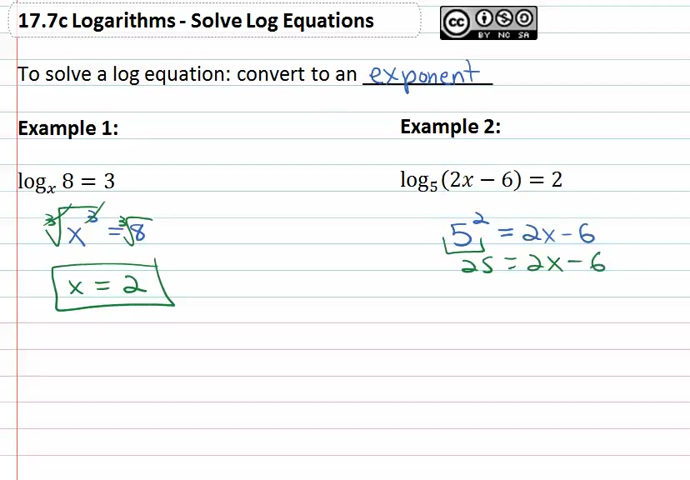 17.7c Logarithms - Solve Log Equations
cc BY NC SA
To solve a log equation: convert to an exponent
Example 1:
logₓ 8 = 3
∛x³ = ∛8
x = 2
Example 2:
log₅(2x − 6) = 2
5² = 2x − 6
25 = 2x − 6